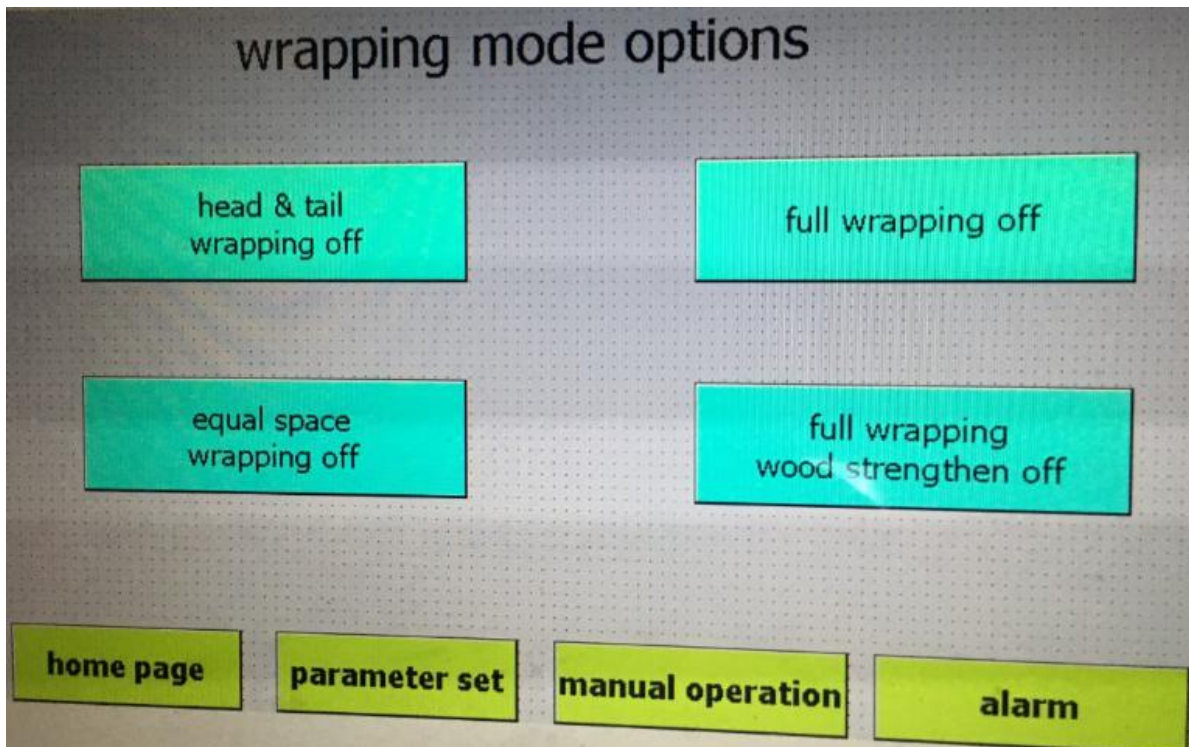 wrapping mode options
head & tail
wrapping off
full wrapping off
equal space
wrapping off
full wrapping
wood strengthen off
home page
parameter set
manual operation
alarm